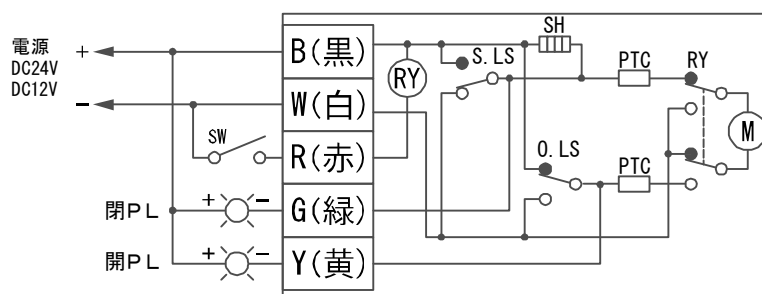 電源
DC24V
DC12V
+
-
SW
閉PL
+
-
開PL
+
-
B(黒)
W(白)
R(赤)
G(緑)
Y(黄)
RY
S.LS
SH
PTC
RY
O.LS
PTC
M